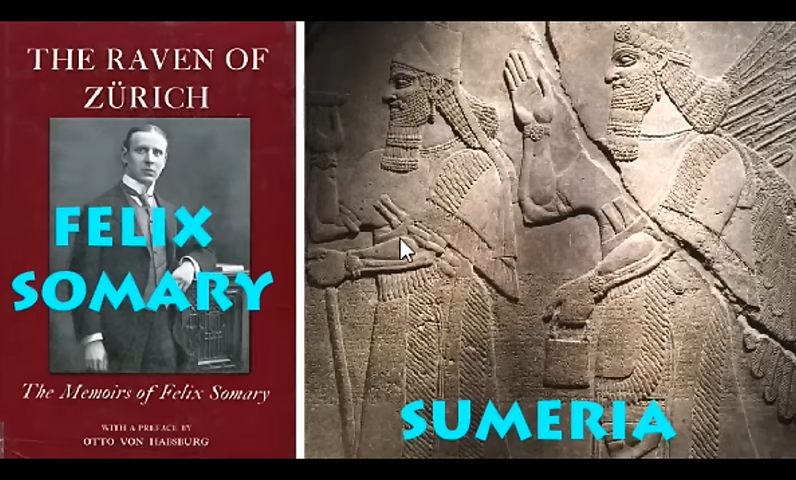 THE RAVEN OF
ZÜRICH
FELIX
SOMARY
The Memoirs of Felix Somary
WITH A PREFACE BY
OTTO VON HABSBURG
SUMERIA